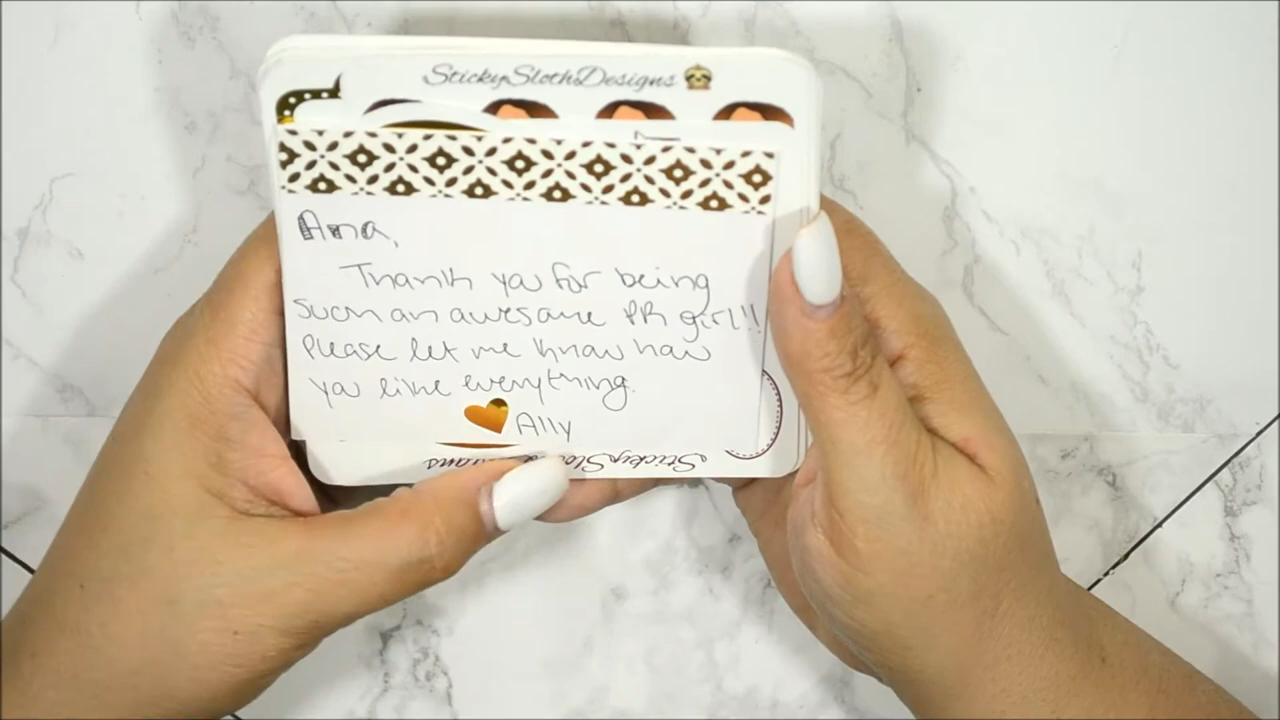 StickySlothDesigns
Ana,
Thank you for being
such an awesome PR girl!!
Please let me know how
you like everything.
Ally